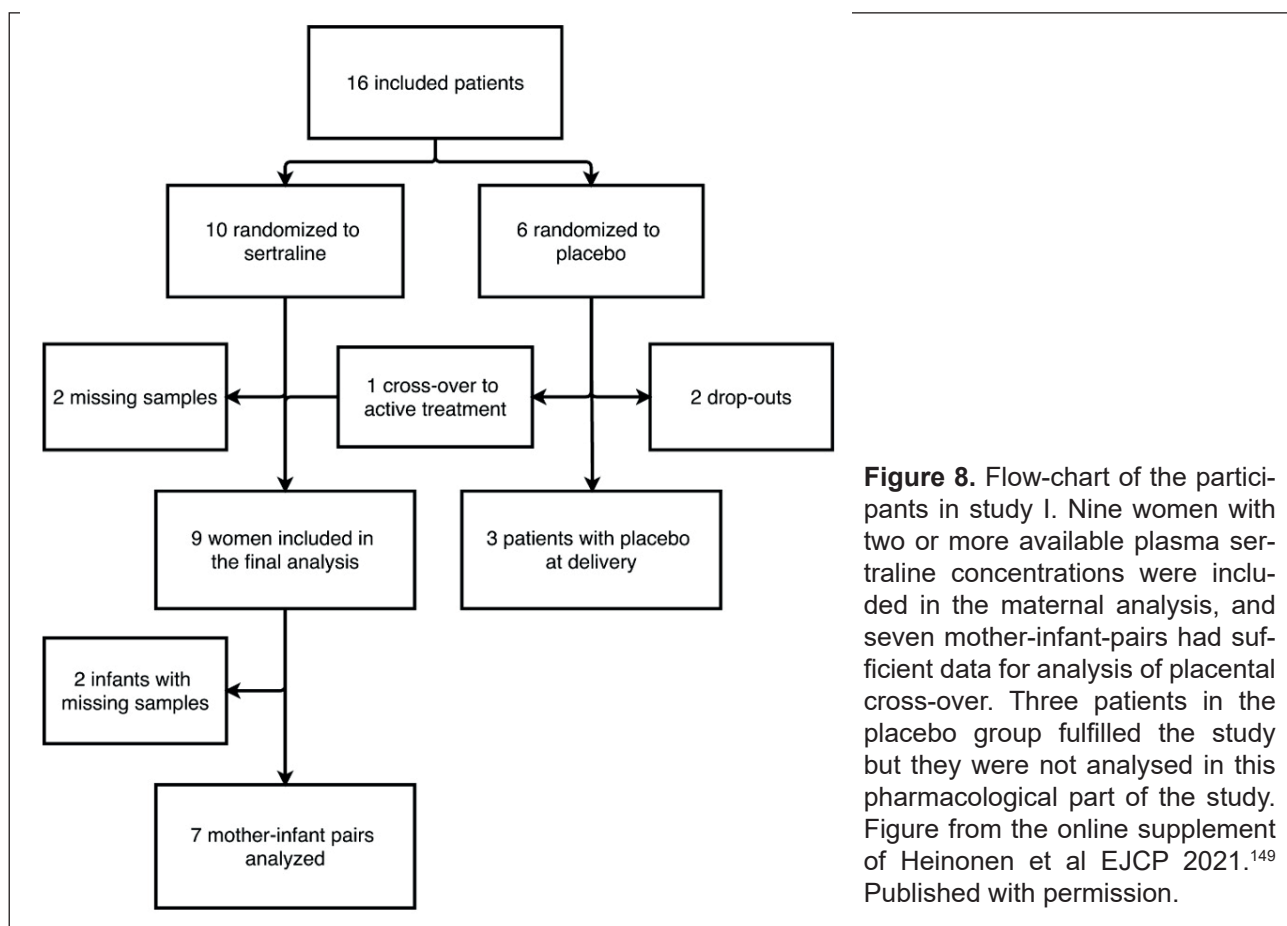 16 included patients
10 randomized to
sertraline
6 randomized to
placebo
2 missing samples
1 cross-over to
active treatment
2 drop-outs
9 women included in
the final analysis
3 patients with placebo
at delivery
2 infants with
missing samples
7 mother-infant pairs
analyzed
Figure 8. Flow-chart of the partici-
pants in study I. Nine women with
two or more available plasma ser-
traline concentrations were inclu-
ded in the maternal analysis, and
seven mother-infant-pairs had suf-
ficient data for analysis of placental
cross-over. Three patients in the
placebo group fulfilled the study
but they were not analysed in this
pharmacological part of the study.
Figure from the online supplement
of Heinonen et al EJCP 2021.149
Published with permission.